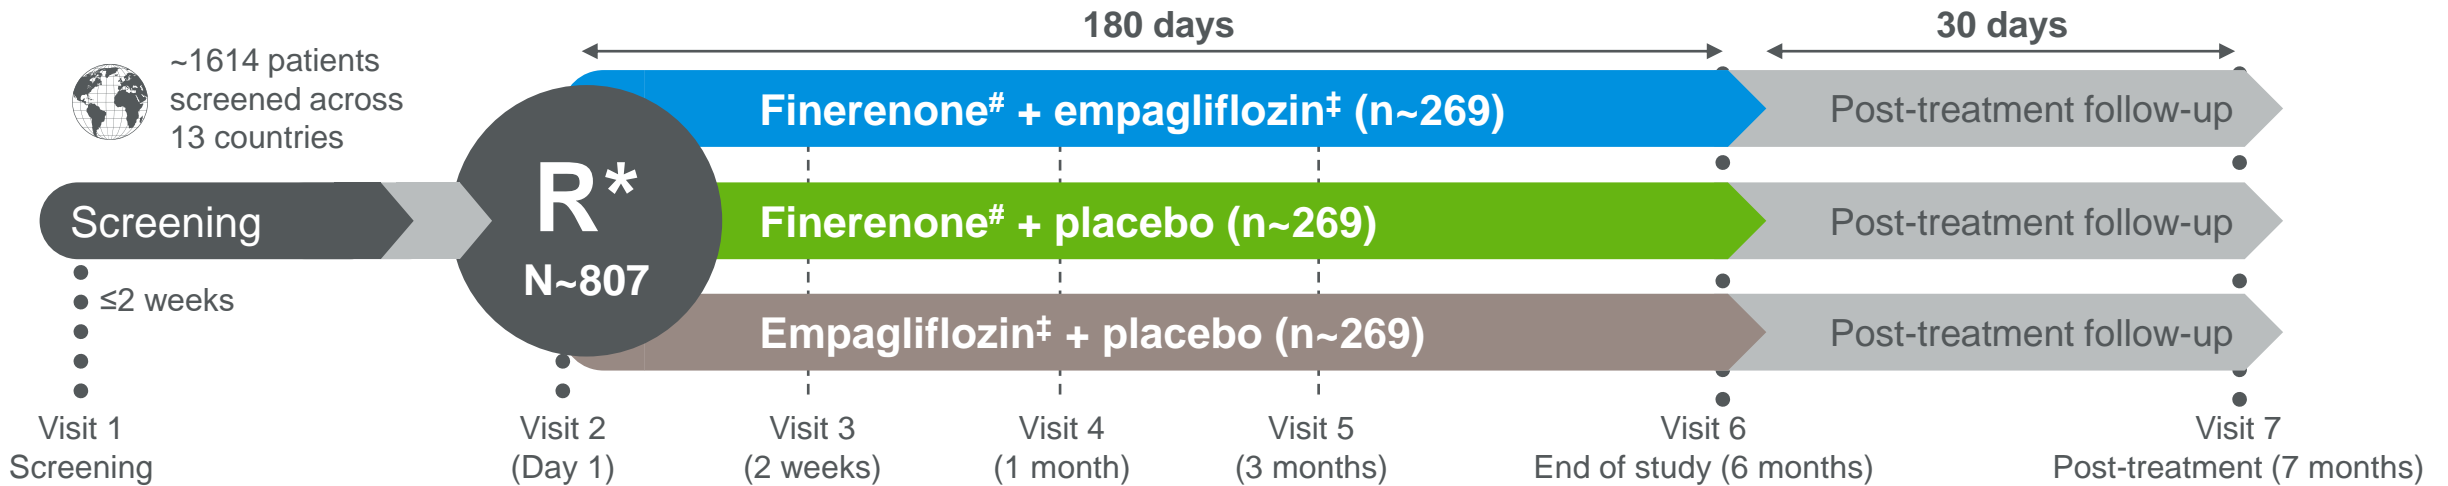 180 days
30 days
~1614 patients
screened across
13 countries
Finerenone# + empagliflozin‡ (n~269)
Post-treatment follow-up
Screening
R*
N~807
Finerenone# + placebo (n~269)
Post-treatment follow-up
≤2 weeks
Empagliflozin‡ + placebo (n~269)
Post-treatment follow-up
Visit 1
Screening
Visit 2
(Day 1)
Visit 3
(2 weeks)
Visit 4
(1 month)
Visit 5
(3 months)
Visit 6
End of study (6 months)
Visit 7
Post-treatment (7 months)